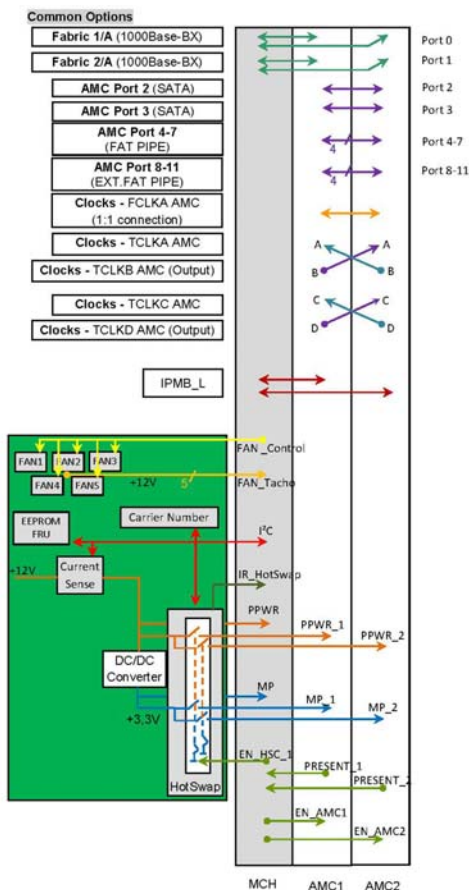 Common Options
Fabric 1/A (1000Base-BX)
Port 0
Fabric 2/A (1000Base-BX)
Port 1
AMC Port 2 (SATA)
Port 2
AMC Port 3 (SATA)
Port 3
AMC Port 4-7
(FAT PIPE)
4
Port 4-7
AMC Port 8-11
(EXT.FAT PIPE)
4
Port 8-11
Clocks - FCLKA AMC
(1:1 connection)
Clocks - TCLKA AMC
A
A
Clocks - TCLKB AMC (Output)
B
B
Clocks - TCLKC AMC
C
C
Clocks - TCLKD AMC (Output)
D
D
IPMB_L
FAN_Control
FAN1
FAN2
FAN3
FAN4
FAN5
+12V
5
FAN_Tacho
EEPROM
FRU
Carrier Number
I²C
+12V
Current
Sense
IR_HotSwap
PPWR
PPWR_1
PPWR_2
DC/DC
Converter
MP
MP_1
MP_2
+3,3V
EN_HSC_1
PRESENT_1
PRESENT_2
HotSwap
EN_AMC1
EN_AMC2
MCH
AMC1
AMC2